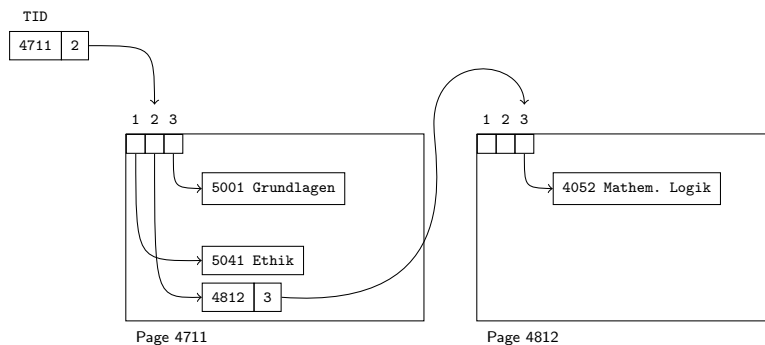 TID
4711 2
1 2 3
1 2 3
5001 Grundlagen
4052 Mathem. Logik
5041 Ethik
4812 3
Page 4711
Page 4812